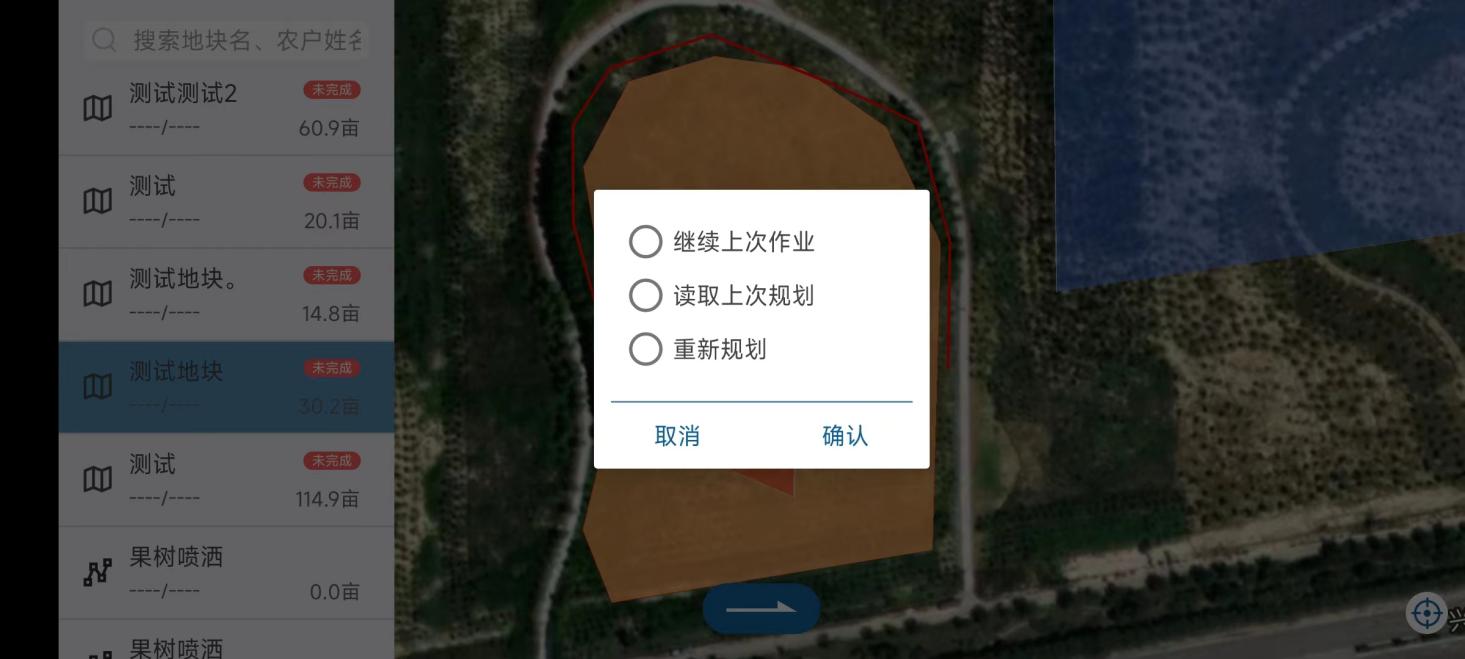 搜索地块名、农户姓名
测试测试2
未完成
----/----
60.9亩
测试
未完成
----/----
20.1亩
测试地块。
未完成
----/----
14.8亩
测试地块
未完成
----/----
30.2亩
测试
未完成
----/----
114.9亩
果树喷洒
----/----
0.0亩
果树喷洒
继续上次作业
读取上次规划
重新规划
取消
确认
兴